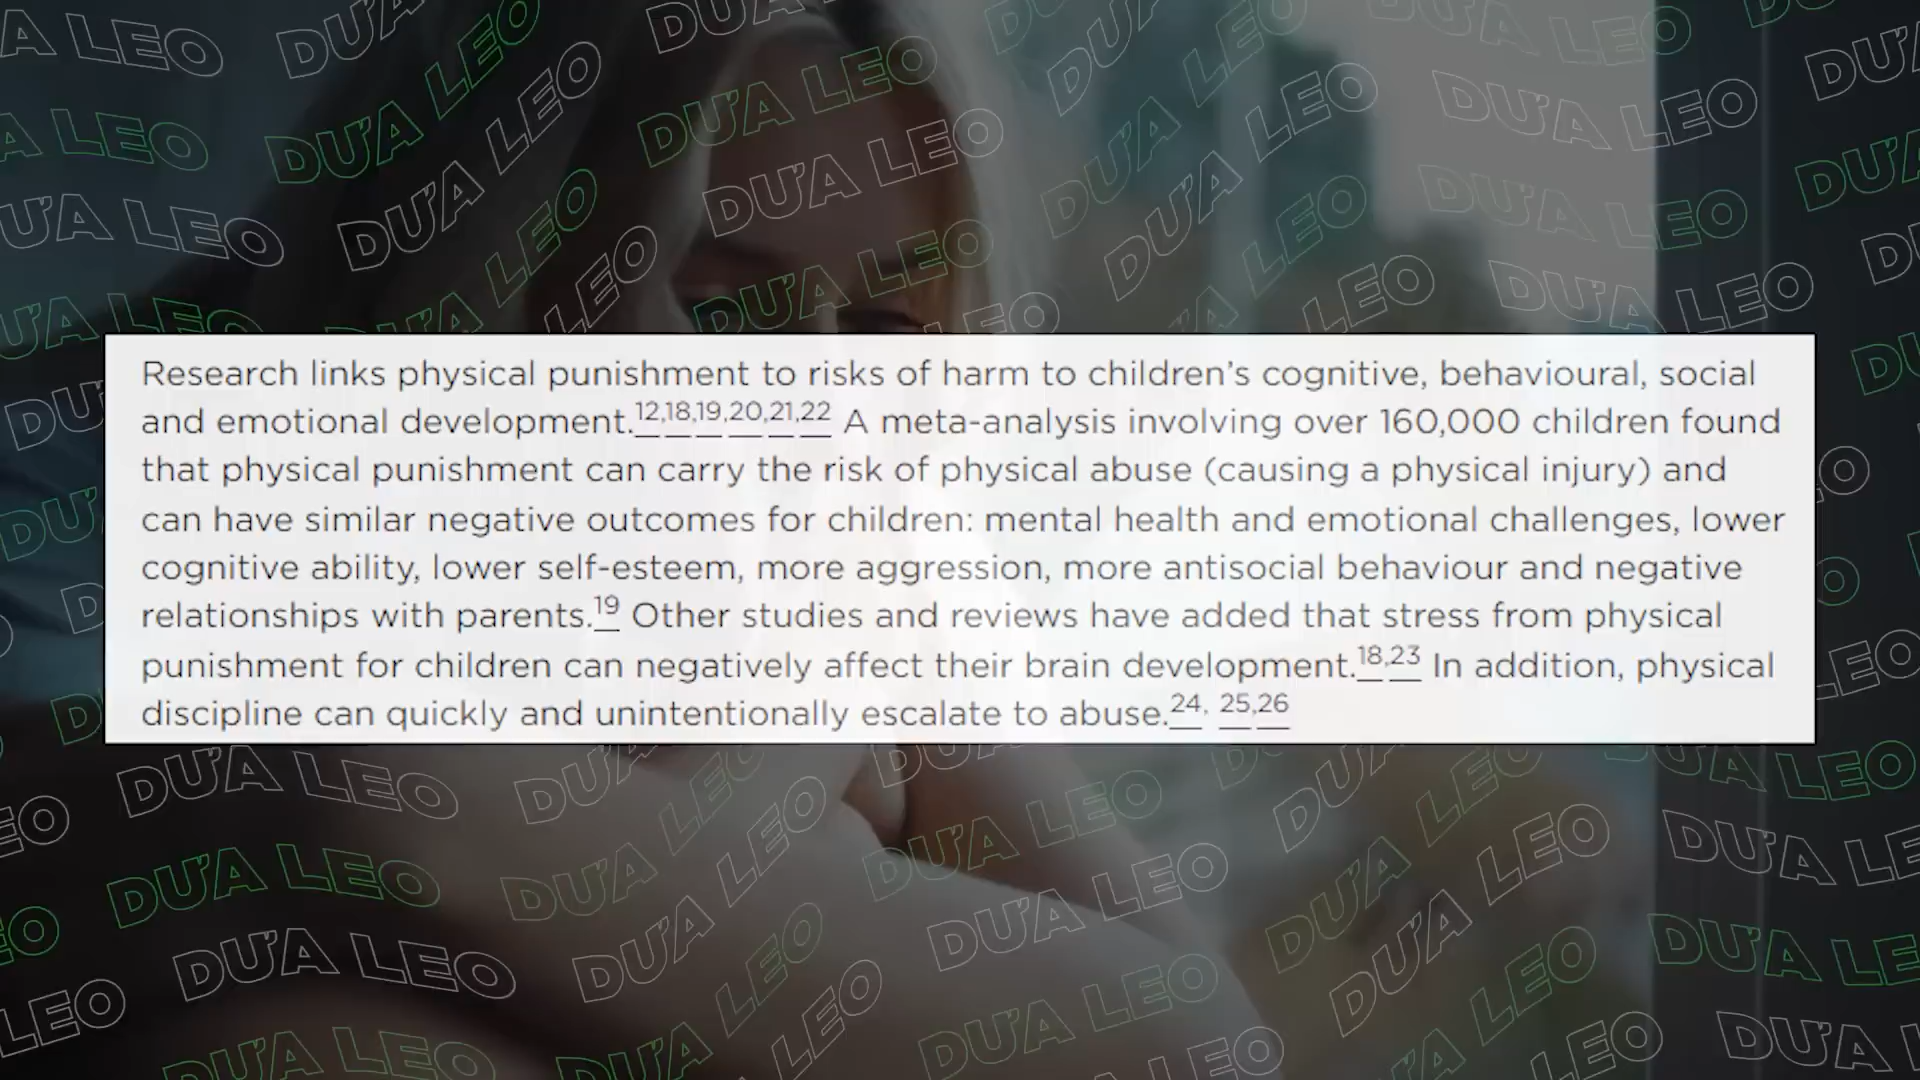 Research links physical punishment to risks of harm to children's cognitive, behavioural, social
and emotional development.12,18,19,20,21,22 A meta-analysis involving over 160,000 children found
that physical punishment can carry the risk of physical abuse (causing a physical injury) and
can have similar negative outcomes for children: mental health and emotional challenges, lower
cognitive ability, lower self-esteem, more aggression, more antisocial behaviour and negative
relationships with parents.19 Other studies and reviews have added that stress from physical
punishment for children can negatively affect their brain development.18,23 In addition, physical
discipline can quickly and unintentionally escalate to abuse.24, 25,26
DƯA LEO